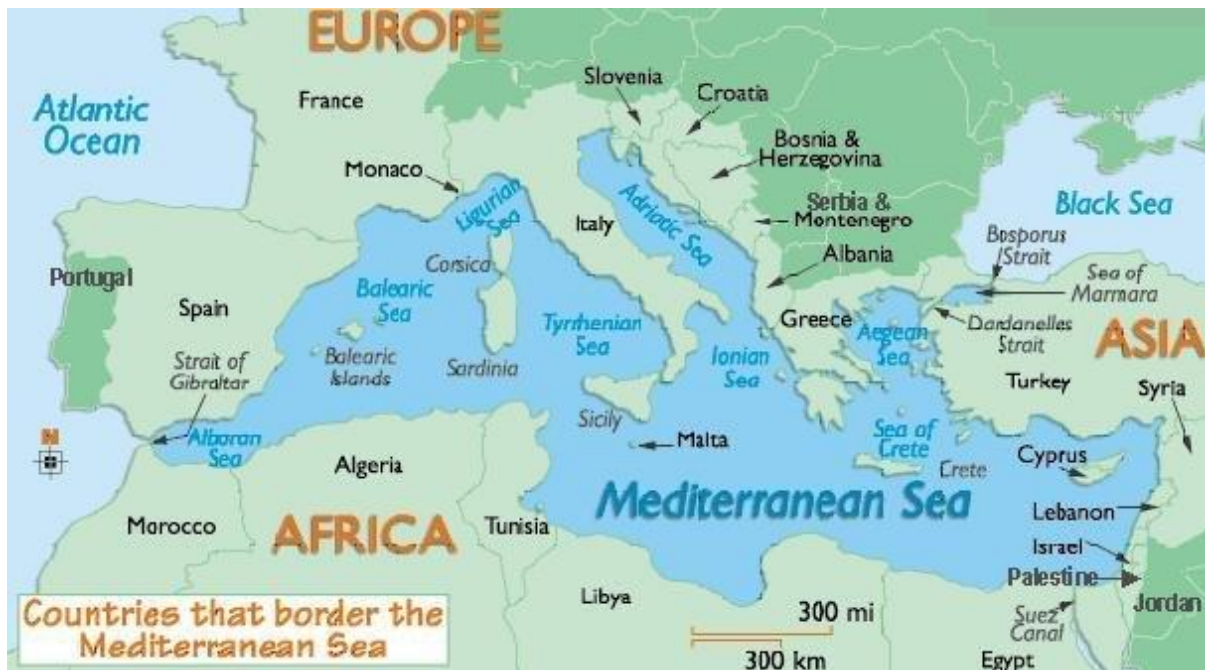 EUROPE
Slovenia
Croatia
Atlantic
Ocean
France
Bosnia &
Herzegovina
Monaco
Ligurian
Sea
Adriatic Sea
Serbia &
Montenegro
Black Sea
Italy
Bosporus
Strait
Portugal
Corsica
Albania
Sea of
Marmara
Spain
Balearic
Sea
Tyrrhenian
Sea
Greece
Aegean
Sea
Dardanelles
Strait
ASIA
Strait of
Gibraltar
Balearic
Islands
Sardinia
Ionian
Sea
Turkey
Syria
Sicily
N
Alboran
Sea
Algeria
Malta
Sea of
Crete
Crete
Cyprus
Mediterranean Sea
Morocco
AFRICA
Tunisia
Lebanon
Israel
Palestine
Countries that border the
Mediterranean Sea
Libya
300 mi
300 km
Suez
Canal
Jordan
Egypt